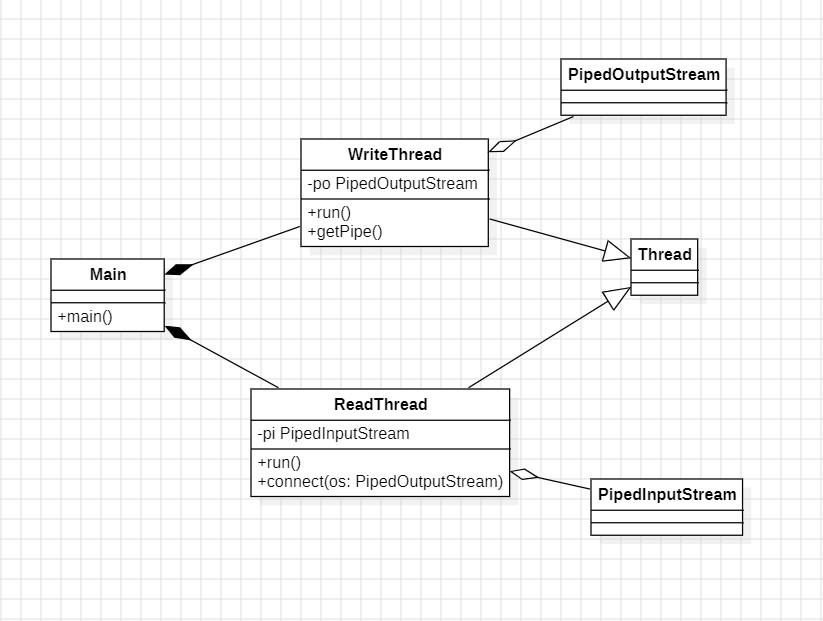 PipedOutputStream
WriteThread
-po PipedOutputStream
+run()
+getPipe()
Thread
Main
+main()
ReadThread
-pi PipedInputStream
+run()
+connect(os: PipedOutputStream)
PipedInputStream